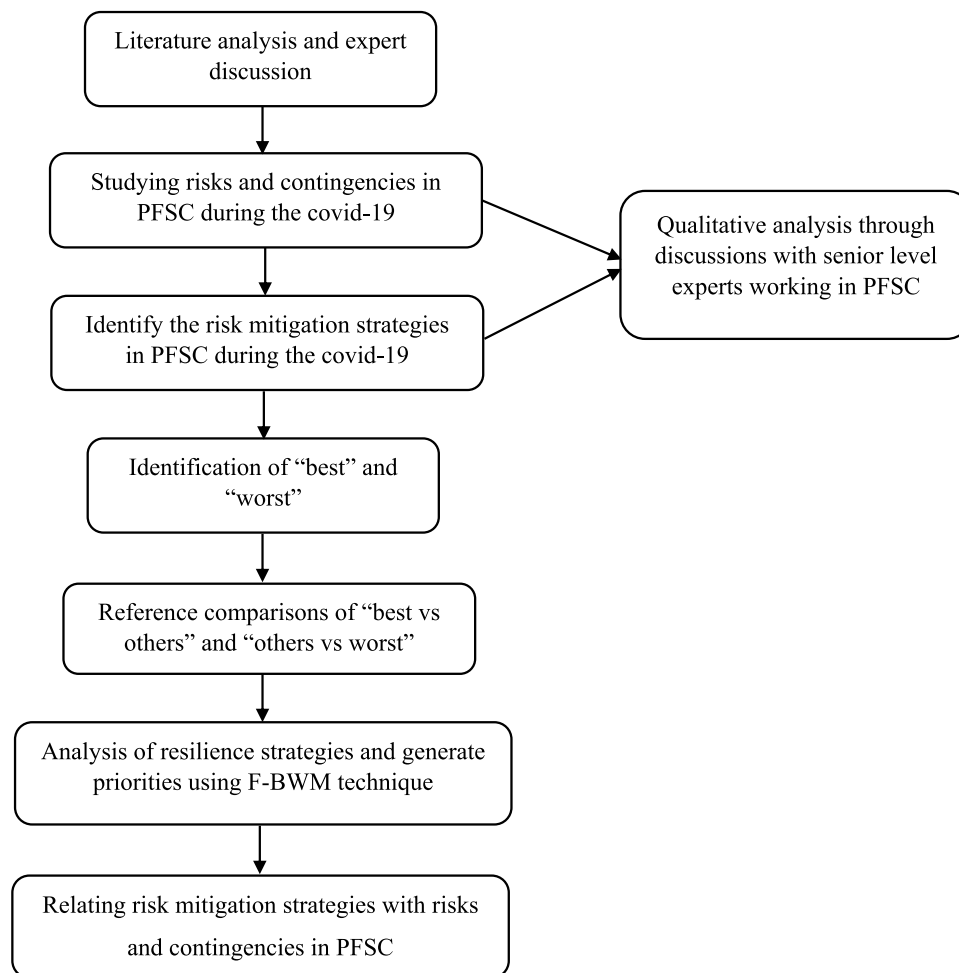 Literature analysis and expert
discussion
Studying risks and contingencies in
PFSC during the covid-19
Qualitative analysis through
discussions with senior level
experts working in PFSC
Identify the risk mitigation strategies
in PFSC during the covid-19
Identification of “best” and
“worst”
Reference comparisons of “best vs
others” and “others vs worst”
Analysis of resilience strategies and generate
priorities using F-BWM technique
Relating risk mitigation strategies with risks
and contingencies in PFSC